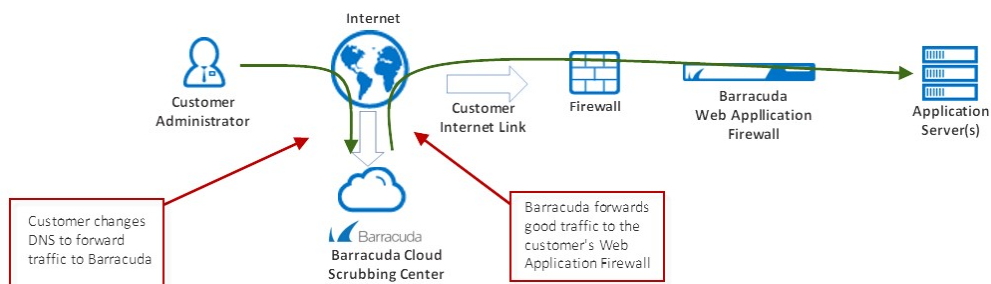 Internet
Customer
Administrator
Customer
Internet Link
Firewall
Barracuda
Web Appllication
Firewall
Application
Server(s)
Customer changes
DNS to forward
traffic to Barracuda
Barracuda
Barracuda Cloud
Scrubbing Center
Barracuda forwards
good traffic to the
customer's Web
Application Firewall